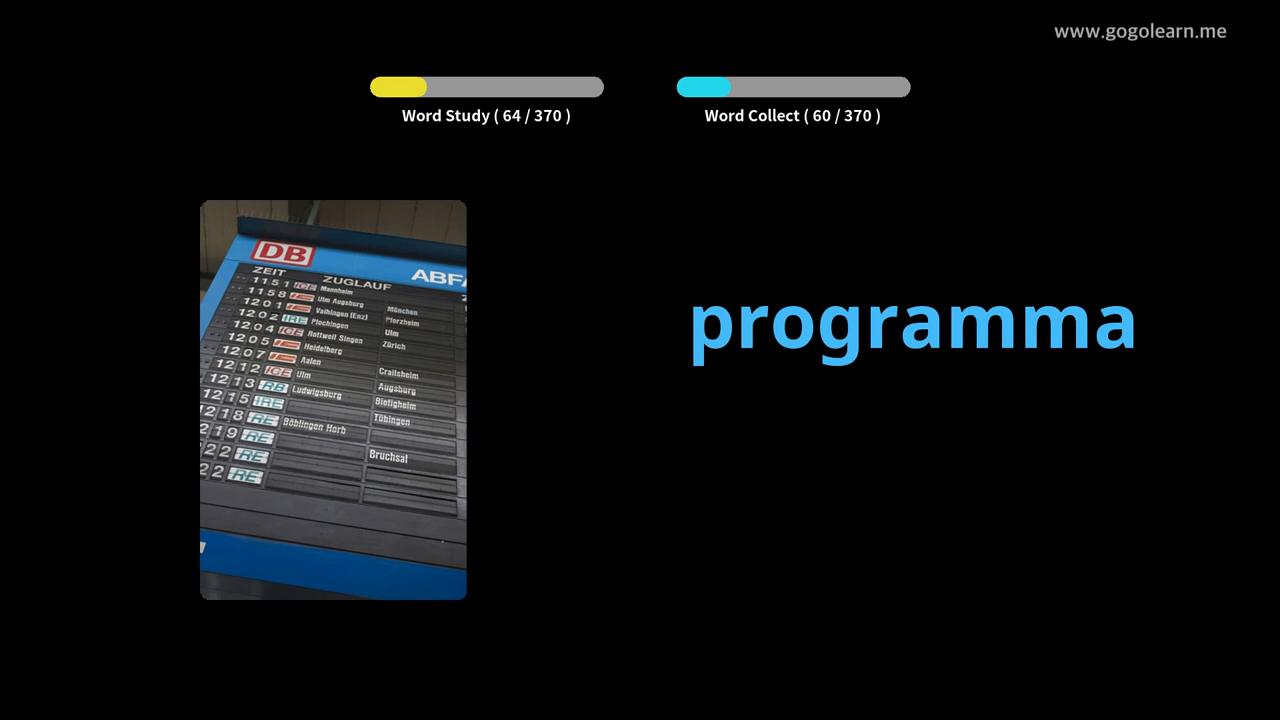 www.gogolearn.me
Word Study ( 64 / 370 )
Word Collect ( 60 / 370 )
programma
DB
ZEIT ZUGLAUF
1151 ICE Mannheim
1158 Ulm Augsburg München
1201 Vaihingen (Enz) Pforzheim
1202 IRE Plochingen Ulm
1204 ICE Rottweil Singen Zürich
1205 Heidelberg
1207 Aalen Crailsheim
1212 ICE Ulm Augsburg
1213 RB Ludwigsburg Bietigheim
1215 IRE Tübingen
1218 RE Böblingen Horb
RE
RE Bruchsal
RE